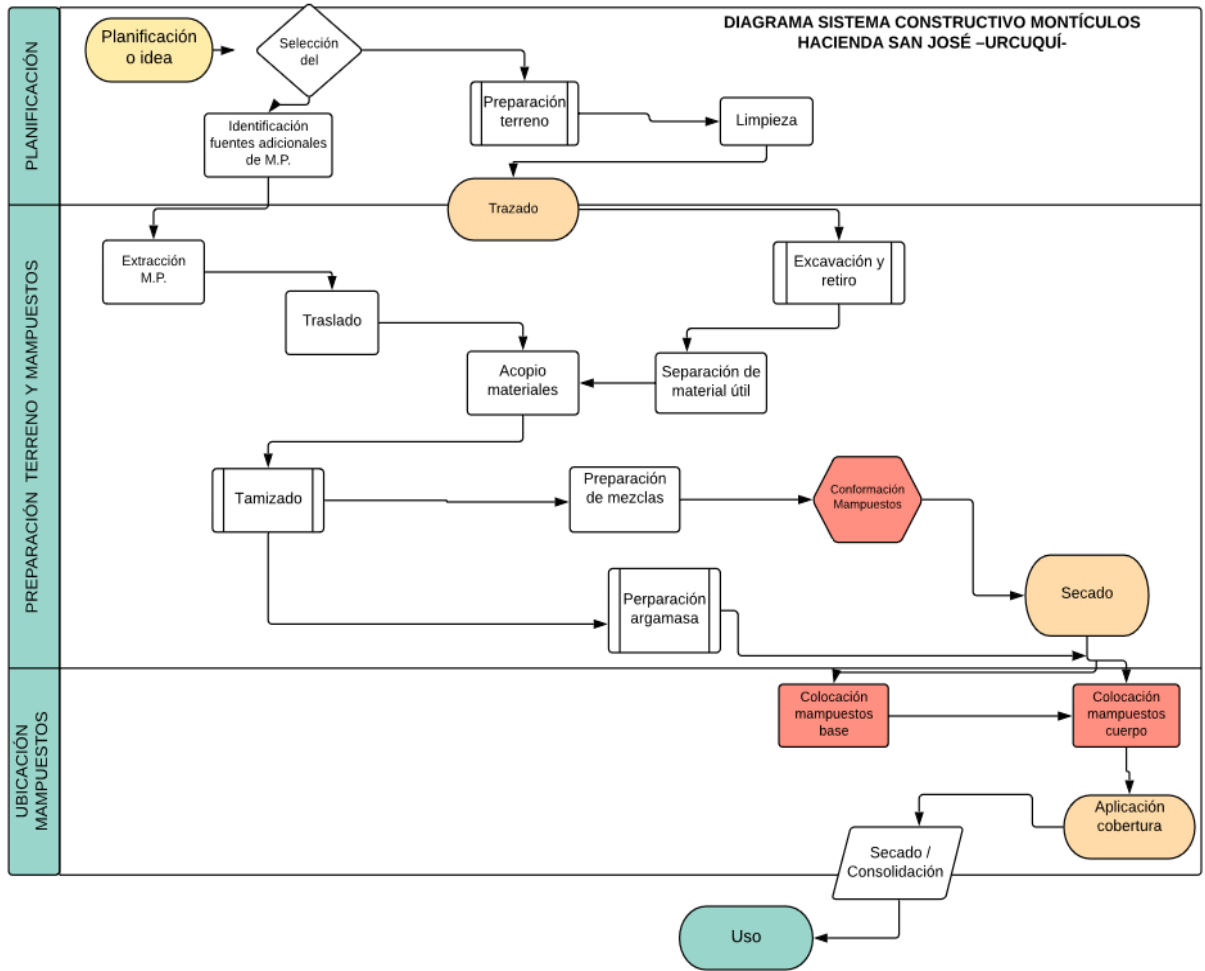 DIAGRAMA SISTEMA CONSTRUCTIVO MONTÍCULOS
HACIENDA SAN JOSÉ –URCUQUÍ-
PLANIFICACIÓN
Planificación
o idea
Selección
del
Preparación
terreno
Limpieza
Identificación
fuentes adicionales
de M.P.
Trazado
PREPARACIÓN TERRENO Y MAMPUESTOS
Extracción
M.P.
Excavación y
retiro
Traslado
Acopio
materiales
Separación de
material útil
Tamizado
Preparación
de mezclas
Conformación
Mampuestos
Secado
Perparación
argamasa
UBICACIÓN
MAMPUESTOS
Colocación
mampuestos
base
Colocación
mampuestos
cuerpo
Aplicación
cobertura
Secado /
Consolidación
Uso